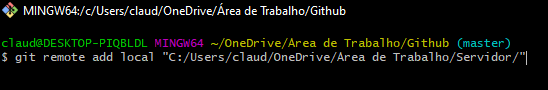 MINGW64:/c/Users/claud/OneDrive/Área de Trabalho/Github
claud@DESKTOP-PIQBLDL MINGW64 ~/OneDrive/Área de Trabalho/Github (master)
$ git remote add local "C:/Users/claud/OneDrive/Área de Trabalho/Servidor/"